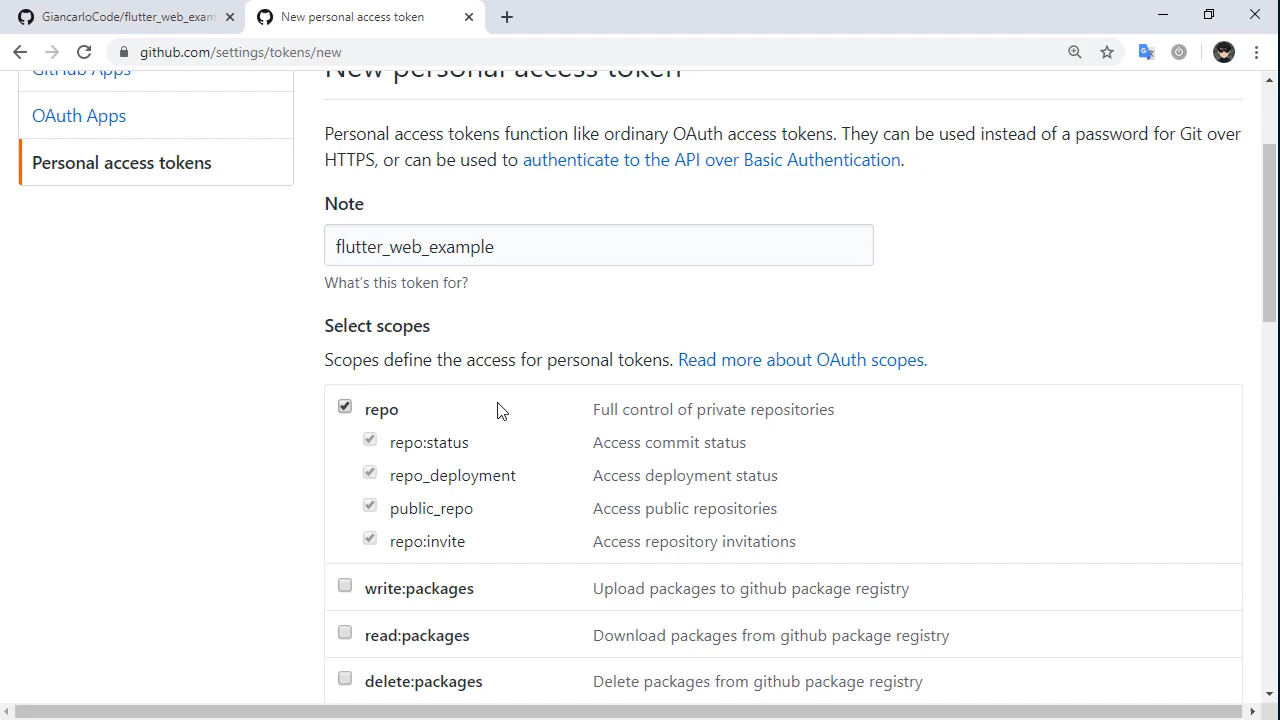 GiancarloCode/flutter_web_exam
New personal access token
github.com/settings/tokens/new
GitHub Apps
OAuth Apps
Personal access tokens
New personal access token
Personal access tokens function like ordinary OAuth access tokens. They can be used instead of a password for Git over
HTTPS, or can be used to authenticate to the API over Basic Authentication.
Note
flutter_web_example
What's this token for?
Select scopes
Scopes define the access for personal tokens. Read more about OAuth scopes.
repo Full control of private repositories
repo:status Access commit status
repo_deployment Access deployment status
public_repo Access public repositories
repo:invite Access repository invitations
write:packages Upload packages to github package registry
read:packages Download packages from github package registry
delete:packages Delete packages from github package registry